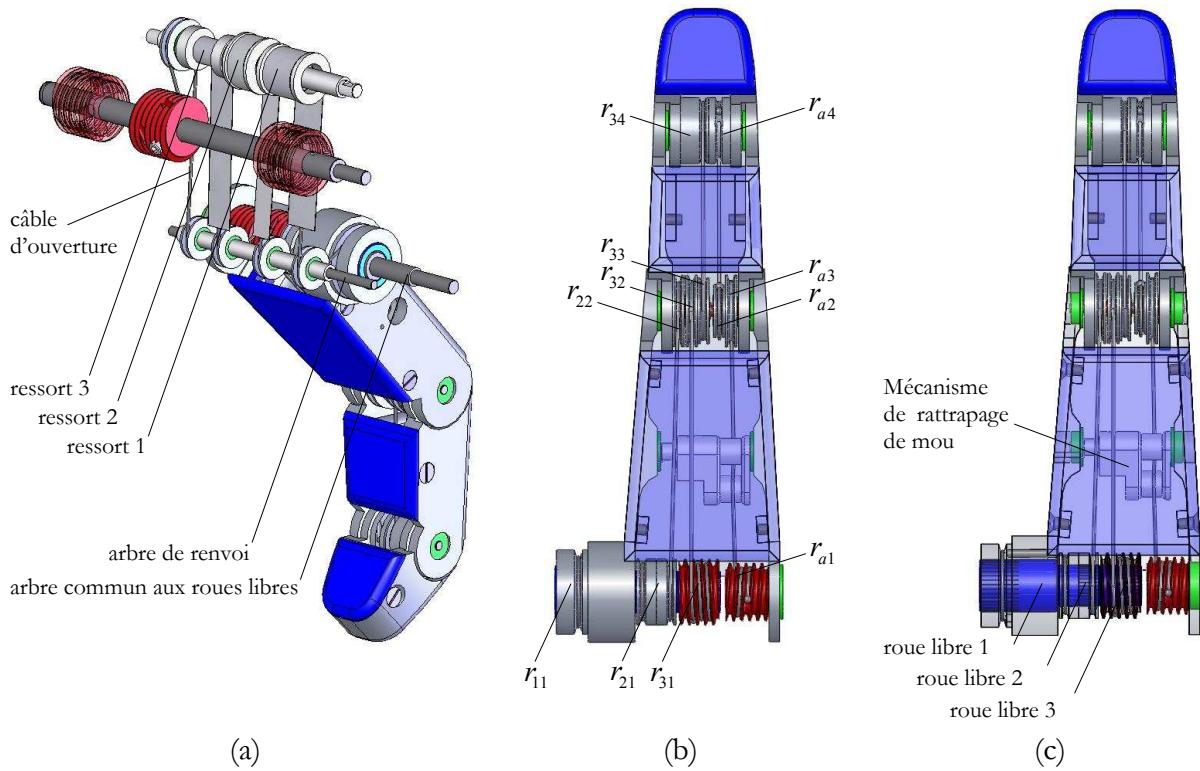 câble
d'ouverture
ressort 3
ressort 2
ressort 1
arbre de renvoi
arbre commun aux roues libres
(a)
r34
ra4
r33
r32
r22
ra3
ra2
ra1
r11
r21
r31
(b)
Mécanisme
de rattrapage
de mou
roue libre 1
roue libre 2
roue libre 3
(c)